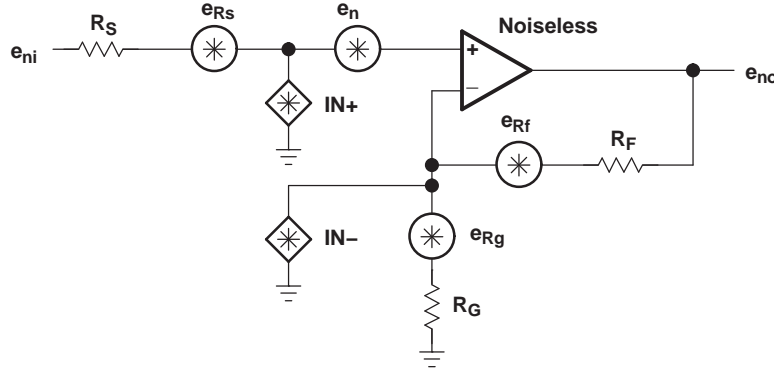 eni
RS
eRs
en
Noiseless
+
−
eno
IN+
eRf
RF
IN−
eRg
RG